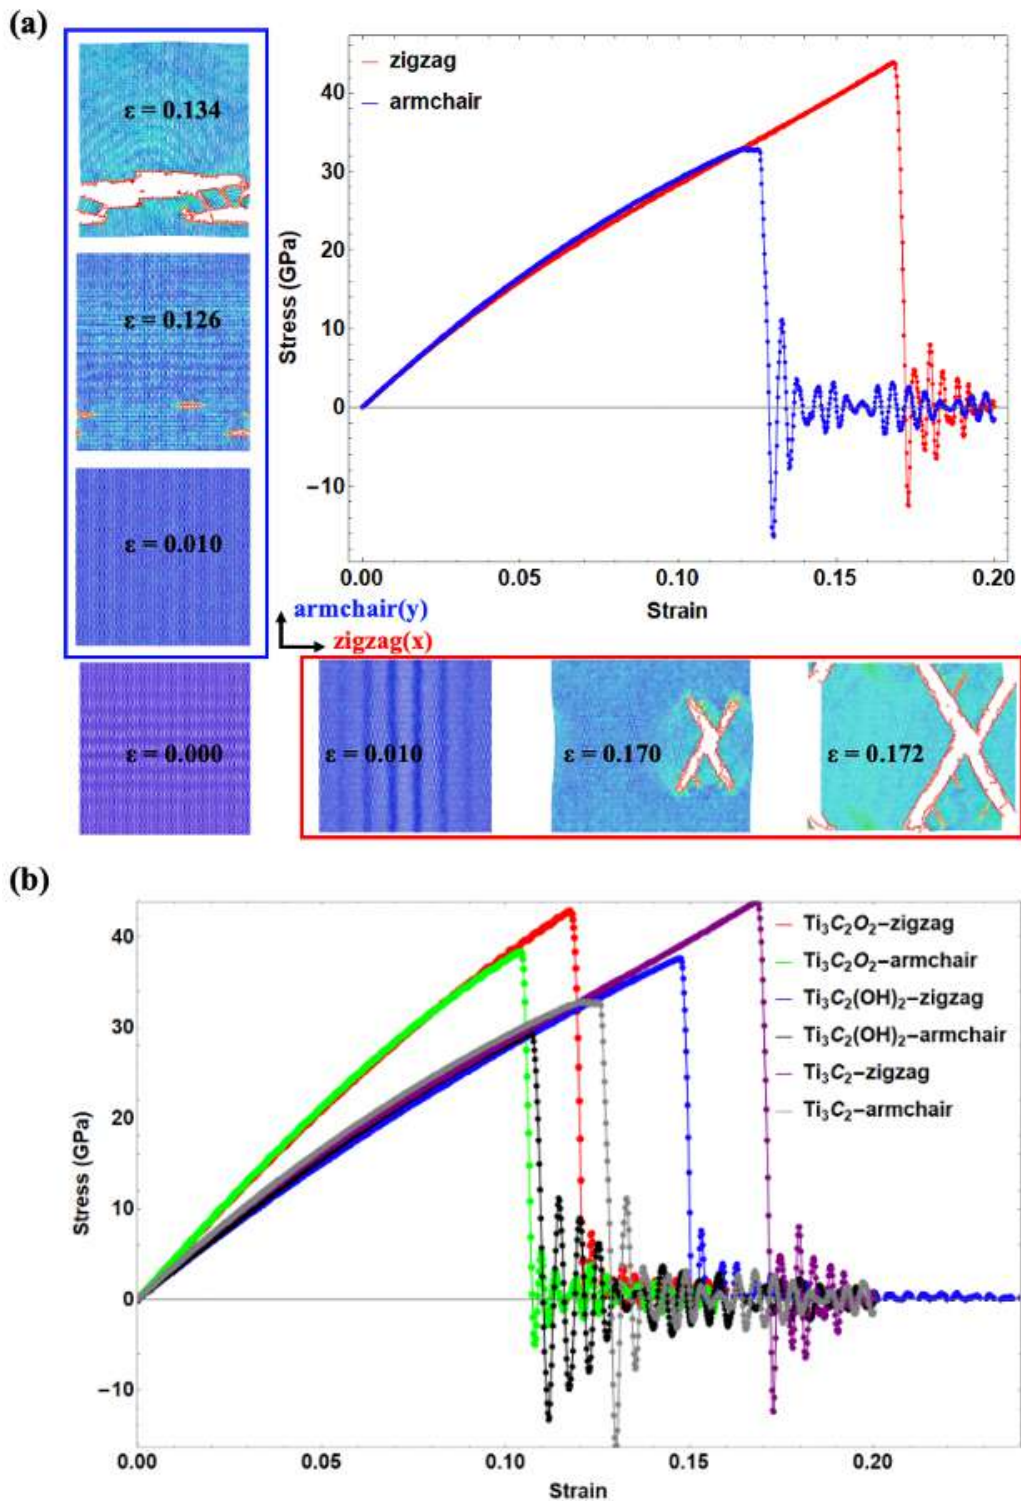 (a)
ε = 0.134
ε = 0.126
ε = 0.010
ε = 0.000
zigzag
armchair
Stress (GPa)
40
30
20
10
0
−10
0.00 0.05 0.10 0.15 0.20
Strain
armchair(y)
zigzag(x)
ε = 0.010
ε = 0.170
ε = 0.172
(b)
Stress (GPa)
40
30
20
10
0
−10
Ti₃C₂O₂−zigzag
Ti₃C₂O₂−armchair
Ti₃C₂(OH)₂−zigzag
Ti₃C₂(OH)₂−armchair
Ti₃C₂−zigzag
Ti₃C₂−armchair
0.00 0.05 0.10 0.15 0.20
Strain